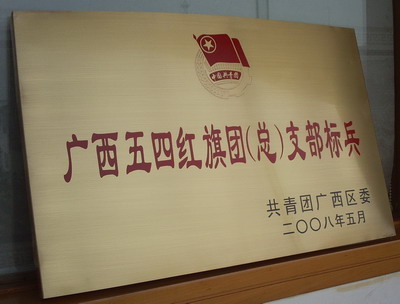 中国共青团
广西五四红旗团(总)支部标兵
共青团广西区委
二〇〇八年五月